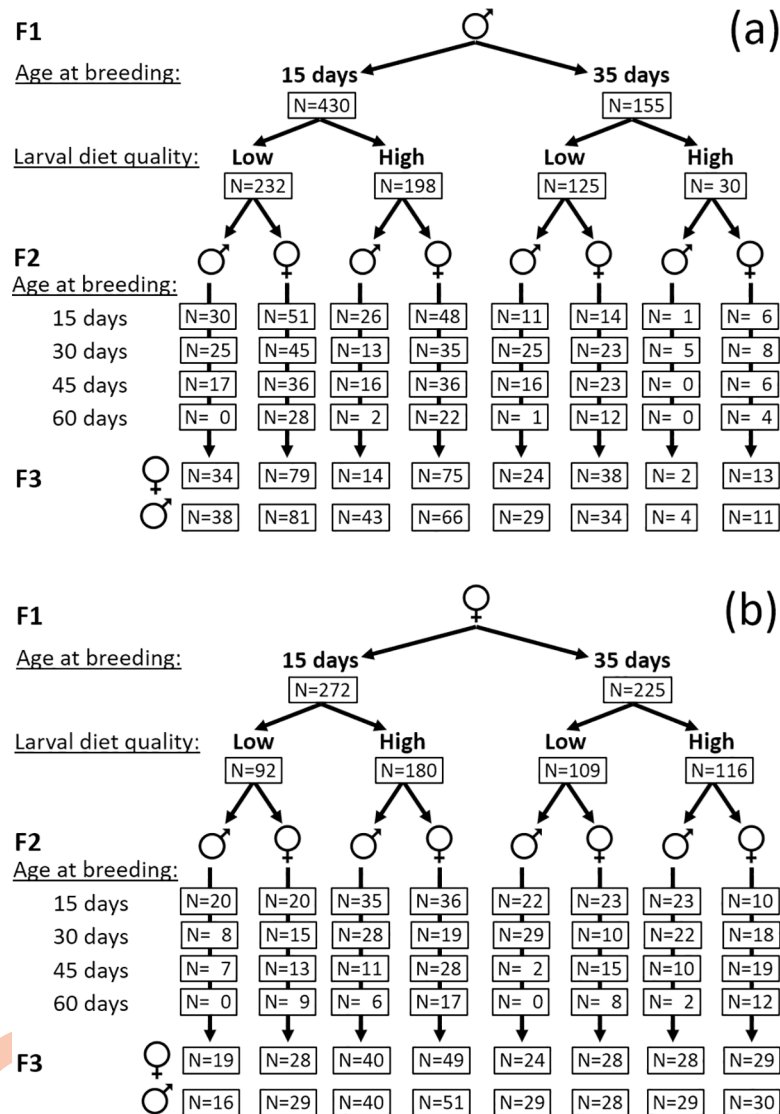 F1 (a)
Age at breeding: 15 days 35 days
N=430 N=155
Larval diet quality: Low High Low High
N=232 N=198 N=125 N= 30
F2
Age at breeding:
15 days N=30 N=51 N=26 N=48 N=11 N=14 N= 1 N= 6
30 days N=25 N=45 N=13 N=35 N=25 N=23 N= 5 N= 8
45 days N=17 N=36 N=16 N=36 N=16 N=23 N= 0 N= 6
60 days N= 0 N=28 N= 2 N=22 N= 1 N=12 N= 0 N= 4
F3 N=34 N=79 N=14 N=75 N=24 N=38 N= 2 N=13
N=38 N=81 N=43 N=66 N=29 N=34 N= 4 N=11
F1 (b)
Age at breeding: 15 days 35 days
N=272 N=225
Larval diet quality: Low High Low High
N=92 N=180 N=109 N=116
F2
Age at breeding:
15 days N=20 N=20 N=35 N=36 N=22 N=23 N=23 N=10
30 days N= 8 N=15 N=28 N=19 N=29 N=10 N=22 N=18
45 days N= 7 N=13 N=11 N=28 N= 2 N=15 N=10 N=19
60 days N= 0 N= 9 N= 6 N=17 N= 0 N= 8 N= 2 N=12
F3 N=19 N=28 N=40 N=49 N=24 N=28 N=28 N=29
N=16 N=29 N=40 N=51 N=29 N=28 N=29 N=30